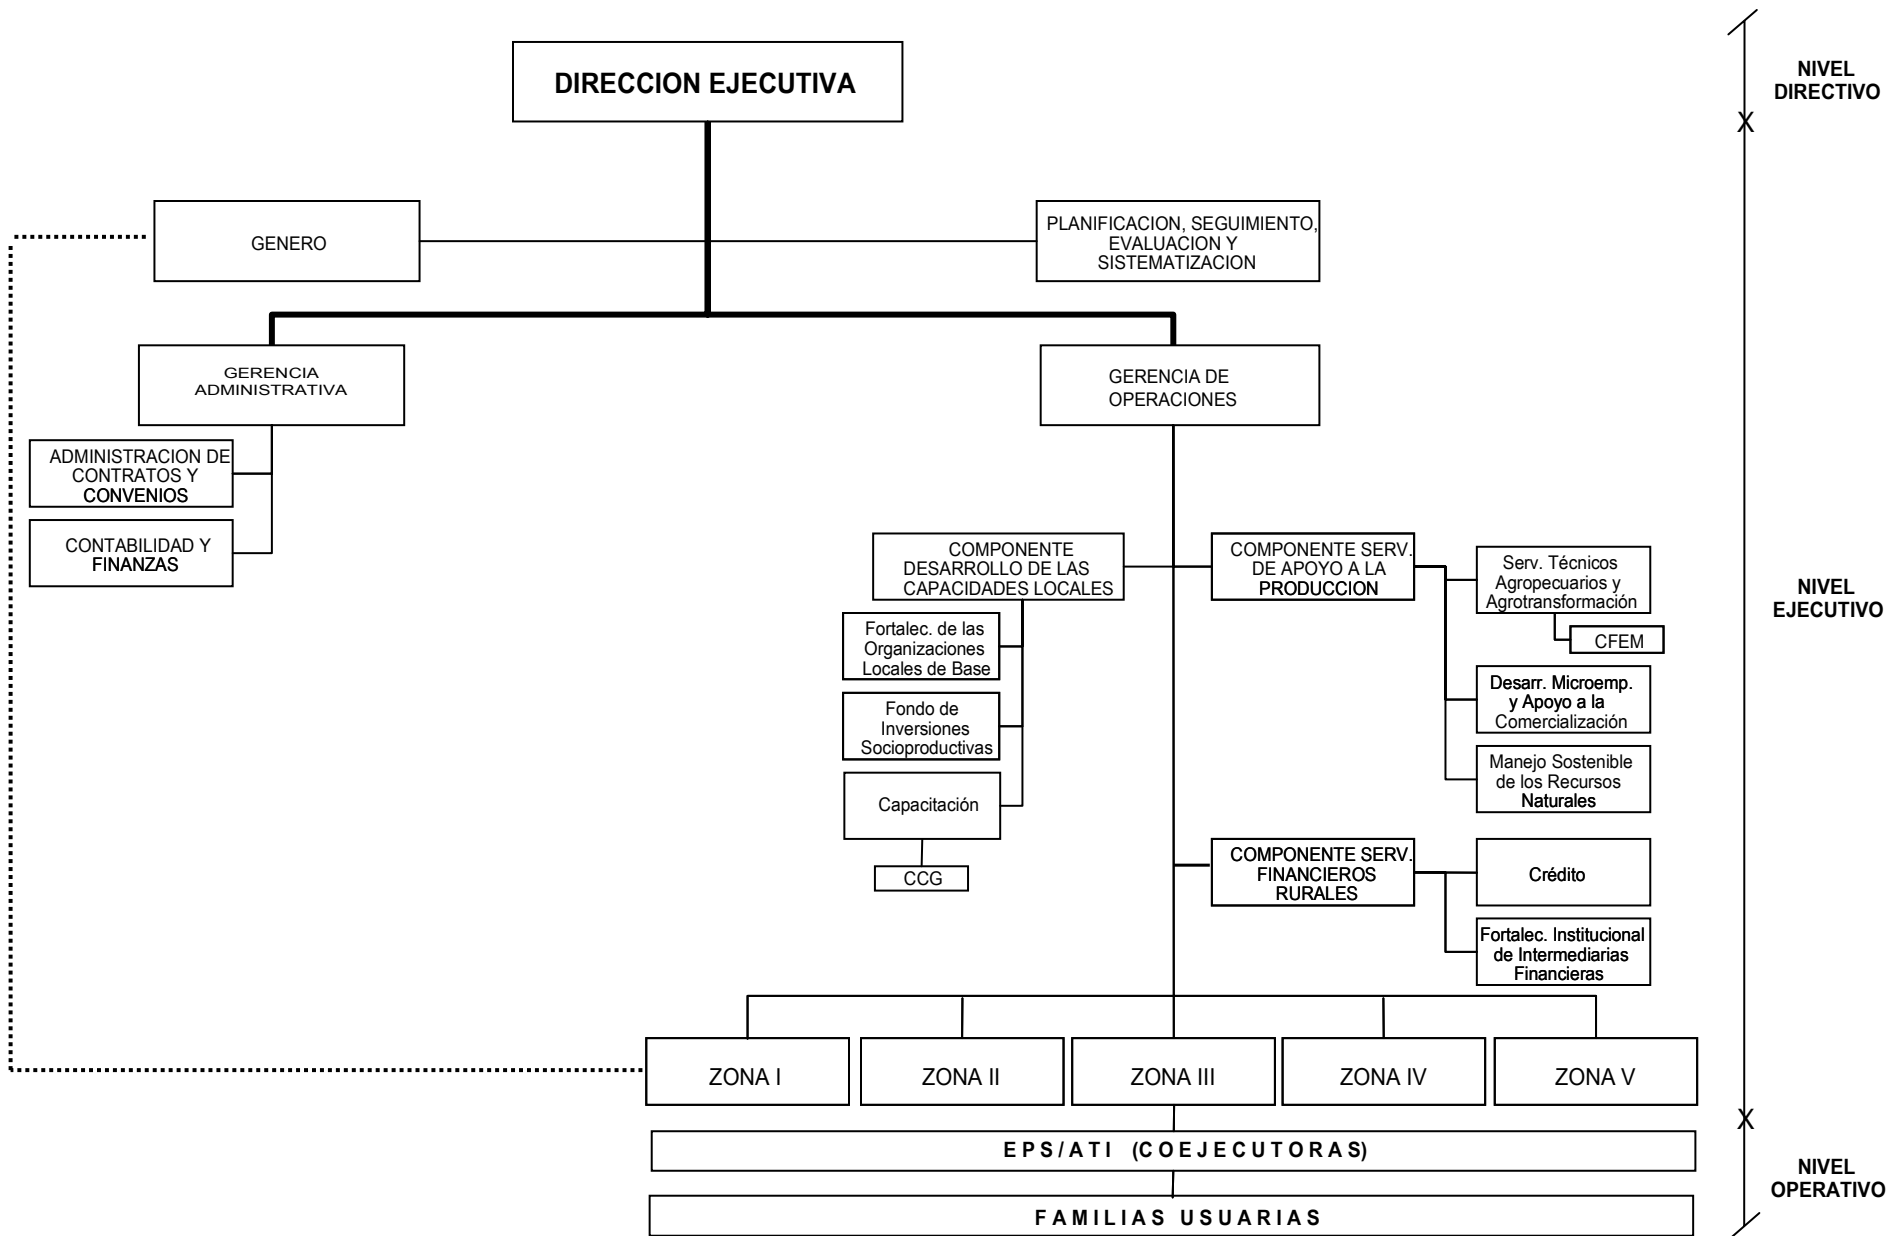 DIRECCION EJECUTIVA
NIVEL
DIRECTIVO
GENERO
PLANIFICACION, SEGUIMIENTO,
EVALUACION Y
SISTEMATIZACION
GERENCIA
ADMINISTRATIVA
GERENCIA DE
OPERACIONES
ADMINISTRACION DE
CONTRATOS Y
CONVENIOS
CONTABILIDAD Y
FINANZAS
COMPONENTE
DESARROLLO DE LAS
CAPACIDADES LOCALES
Fortalec. de las
Organizaciones
Locales de Base
Fondo de
Inversiones
Socioproductivas
Capacitación
CCG
COMPONENTE SERV.
DE APOYO A LA
PRODUCCION
Serv. Técnicos
Agropecuarios y
Agrotransformación
CFEM
Desarr. Microemp.
y Apoyo a la
Comercialización
Manejo Sostenible
de los Recursos
Naturales
COMPONENTE SERV.
FINANCIEROS
RURALES
Crédito
Fortalec. Institucional
de Intermediarias
Financieras
NIVEL
EJECUTIVO
ZONA I
ZONA II
ZONA III
ZONA IV
ZONA V
EPS/ATI (COEJECUTORAS)
FAMILIAS USUARIAS
NIVEL
OPERATIVO
X
X